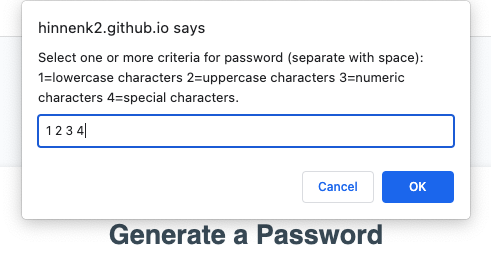 hinnenk2.github.io says
Select one or more criteria for password (separate with space):
1=lowercase characters 2=uppercase characters 3=numeric
characters 4=special characters.
1 2 3 4
Cancel
OK
Generate a Password